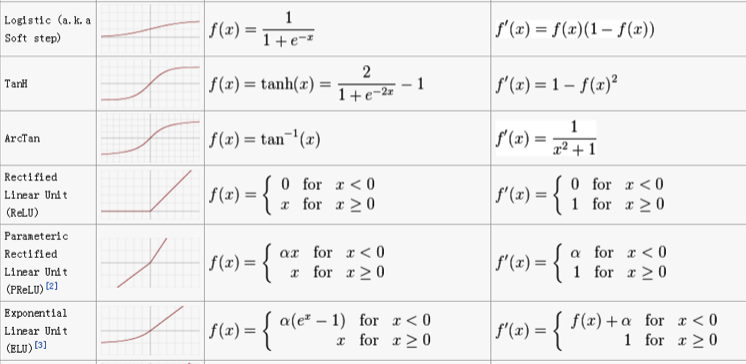 Logistic (a.k.a
Soft step)
f(x) = 1 / (1 + e^{-x})
f′(x) = f(x)(1 − f(x))
TanH
f(x) = tanh(x) = 2 / (1 + e^{-2x}) − 1
f′(x) = 1 − f(x)^2
ArcTan
f(x) = tan^{-1}(x)
f′(x) = 1 / (x^2 + 1)
Rectified
Linear Unit
(ReLU)
f(x) = { 0 for x < 0
x for x ≥ 0
f′(x) = { 0 for x < 0
1 for x ≥ 0
Parameteric
Rectified
Linear Unit
(PReLU)[2]
f(x) = { αx for x < 0
x for x ≥ 0
f′(x) = { α for x < 0
1 for x ≥ 0
Exponential
Linear Unit
(ELU)[3]
f(x) = { α(e^x − 1) for x < 0
x for x ≥ 0
f′(x) = { f(x) + α for x < 0
1 for x ≥ 0